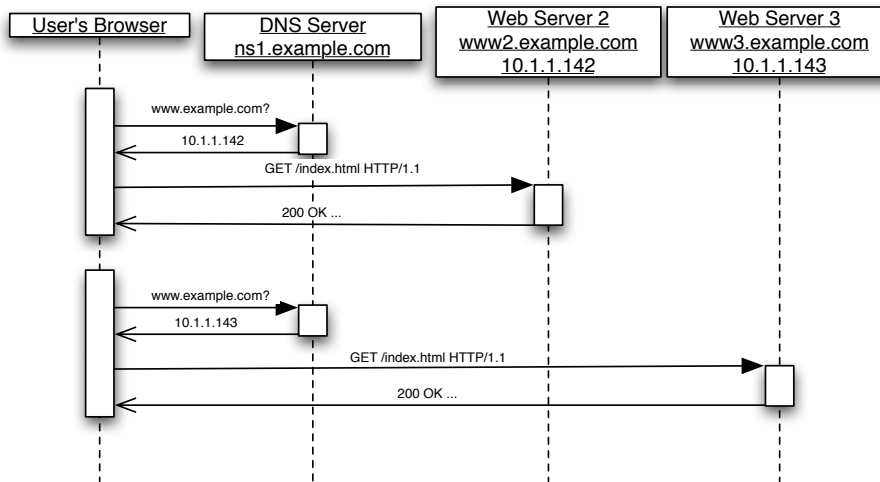 User's Browser
DNS Server
ns1.example.com
Web Server 2
www2.example.com
10.1.1.142
Web Server 3
www3.example.com
10.1.1.143
www.example.com?
10.1.1.142
GET /index.html HTTP/1.1
200 OK ...
www.example.com?
10.1.1.143
GET /index.html HTTP/1.1
200 OK ...